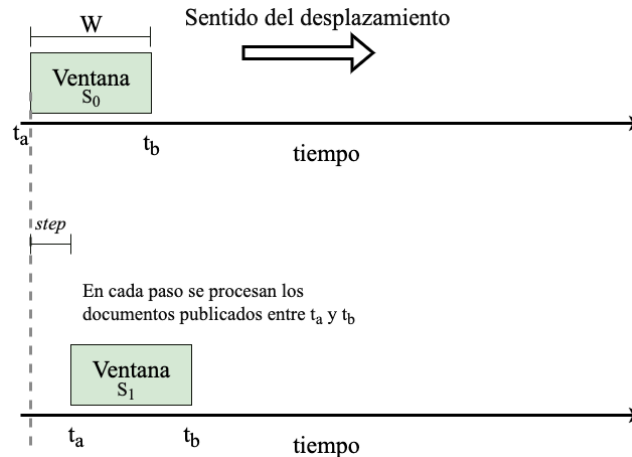 W
Sentido del desplazamiento
Ventana
S0
ta
tb
tiempo
step
En cada paso se procesan los
documentos publicados entre ta y tb
Ventana
S1
ta
tb
tiempo